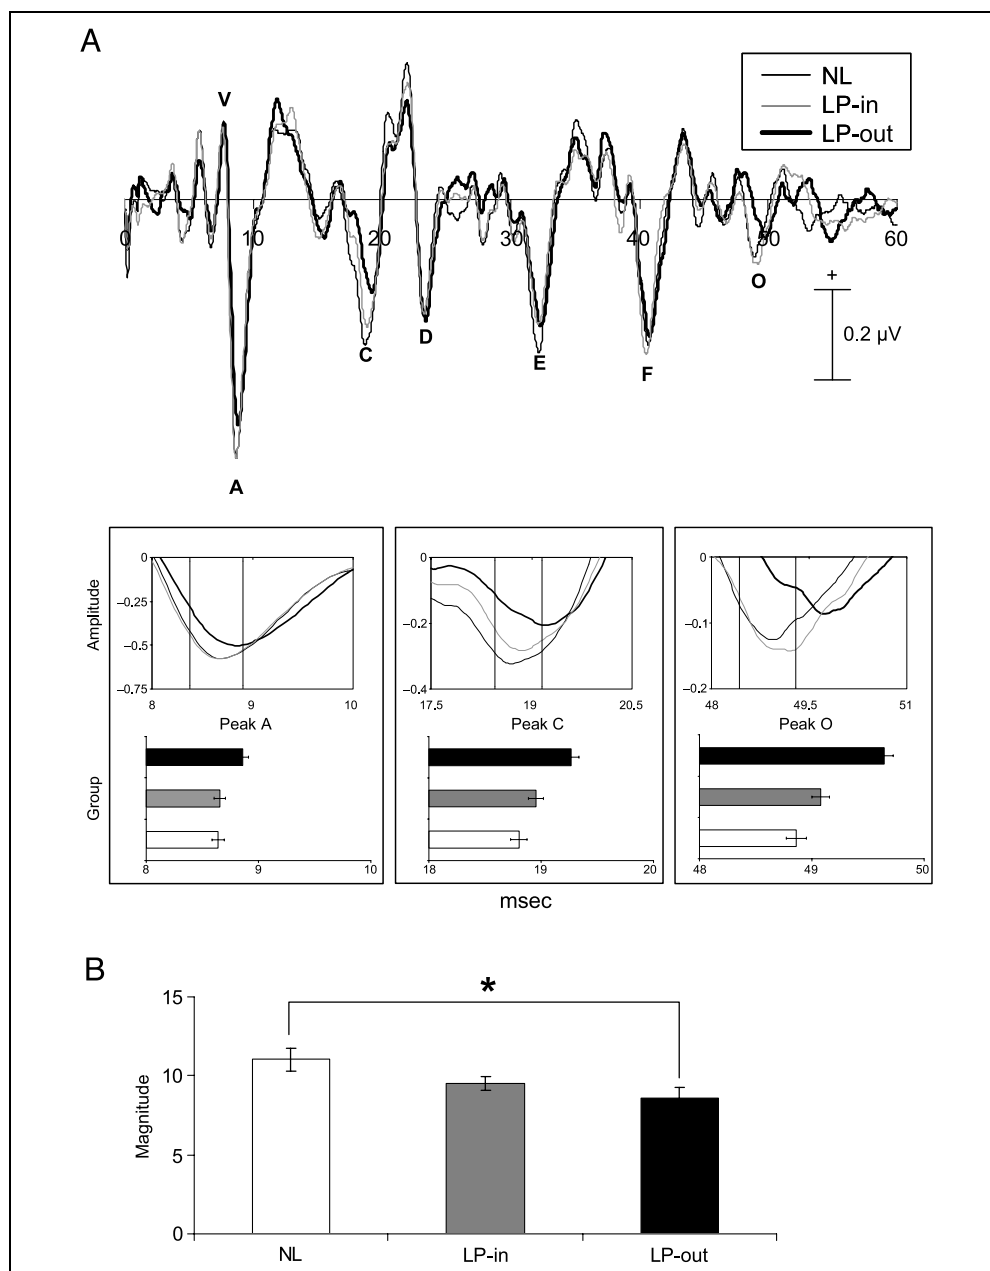 A
NL
LP-in
LP-out
V
0 10 20 30 40 50 60
C D E F O
A
+
0.2 µV
Amplitude
0 0 0
–0.25
–0.5
–0.75
–0.2
–0.4
–0.1
–0.2
8 9 10
17.5 19 20.5
48 49.5 51
Peak A Peak C Peak O
Group
8 9 10
18 19 20
48 49 50
msec
B
*
Magnitude
15
10
5
0
NL LP-in LP-out